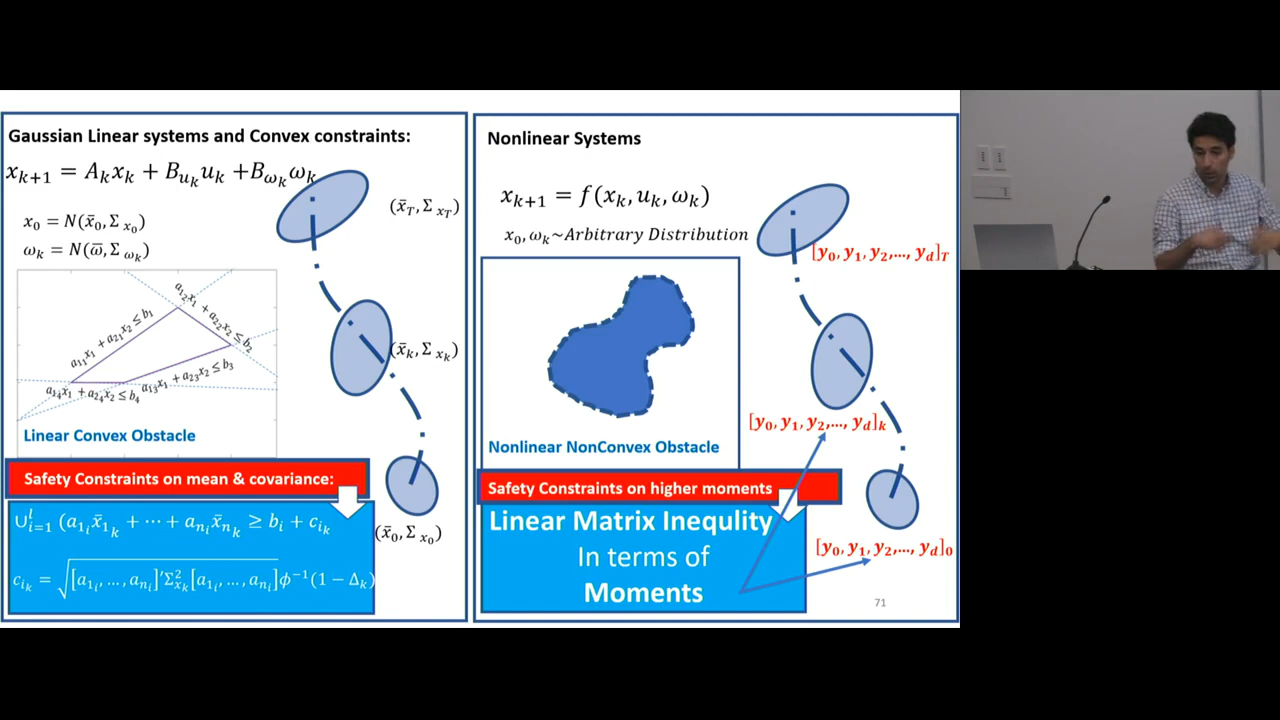 Gaussian Linear systems and Convex constraints:
x_{k+1} = A_k x_k + B_{u_k} u_k + B_{ω_k} ω_k
x_0 = N(x̄_0, Σ_{x_0})
ω_k = N(ω̄, Σ_{ω_k})
(x̄_T, Σ_{x_T})
a_{11}x_1 + a_{21}x_2 ≤ b_1
a_{12}x_1 + a_{22}x_2 ≤ b_2
a_{13}x_1 + a_{23}x_2 ≤ b_3
a_{14}x_1 + a_{24}x_2 ≤ b_4
(x̄_k, Σ_{x_k})
Linear Convex Obstacle
Safety Constraints on mean & covariance:
∪_{i=1}^{l} (a_{1_i} x̄_{1_k} + ⋯ + a_{n_i} x̄_{n_k} ≥ b_i + c_{i_k}
(x̄_0, Σ_{x_0})
c_{i_k} = √([a_{1_i}, …, a_{n_i}]′Σ²_{x_k}[a_{1_i}, …, a_{n_i}]) ϕ^{−1}(1 − Δ_k)
Nonlinear Systems
x_{k+1} = f(x_k, u_k, ω_k)
x_0, ω_k~Arbitrary Distribution
[y_0, y_1, y_2, …, y_d]_T
[y_0, y_1, y_2, …, y_d]_k
Nonlinear NonConvex Obstacle
Safety Constraints on higher moments
Linear Matrix Inequlity
In terms of
Moments
[y_0, y_1, y_2, …, y_d]_0
71